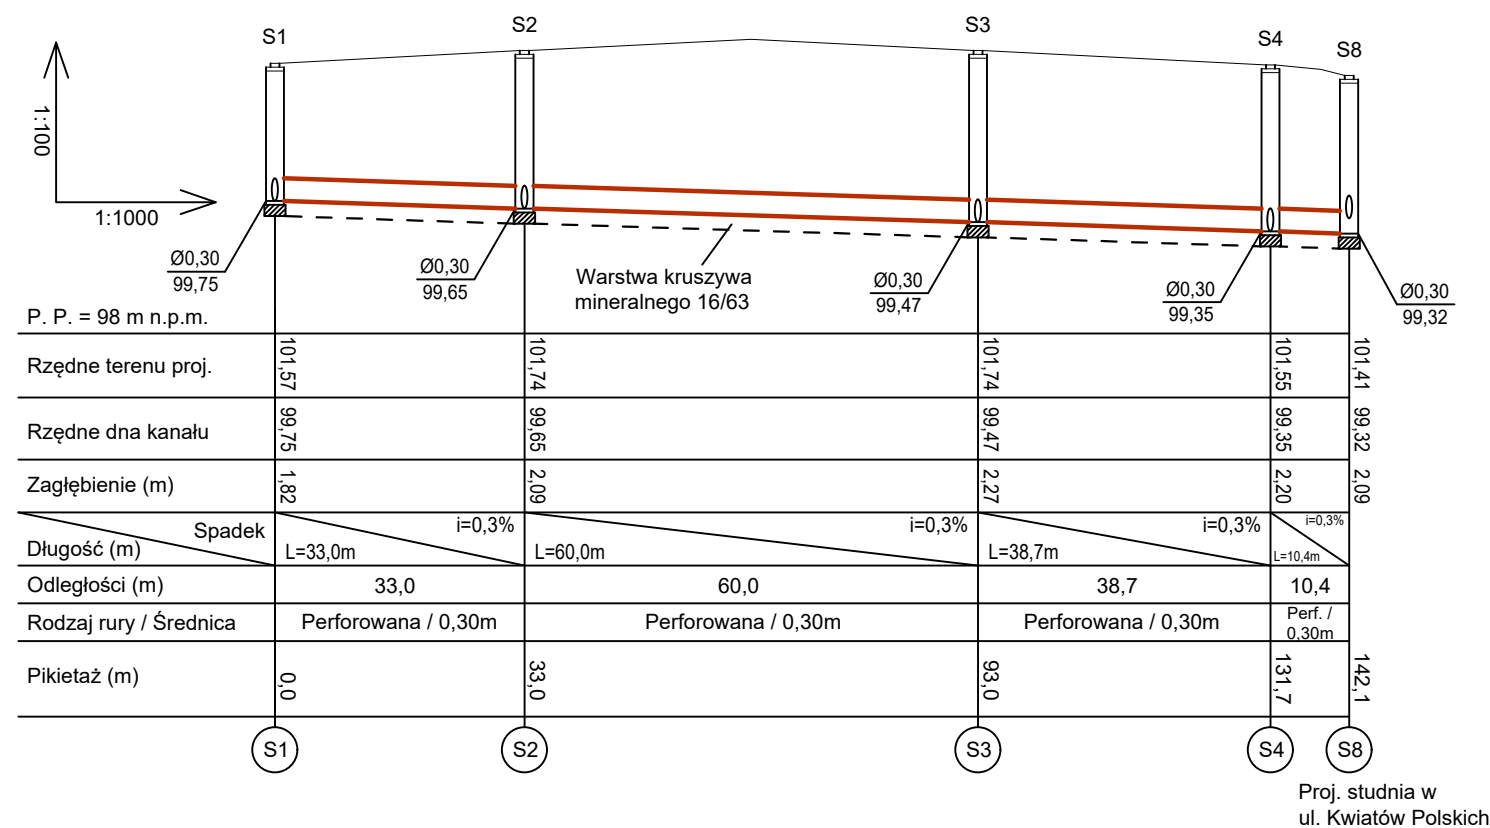 S1
S2
S3
S4
S8
1:100
1:1000
Ø0,30
99,75
Ø0,30
99,65
Warstwa kruszywa
mineralnego 16/63
Ø0,30
99,47
Ø0,30
99,35
Ø0,30
99,32
P. P. = 98 m n.p.m.
Rzędne terenu proj.
101,57
101,74
101,74
101,55
101,41
Rzędne dna kanału
99,75
99,65
99,47
99,35
99,32
Zagłębienie (m)
1,82
2,09
2,27
2,20
2,09
Spadek
i=0,3%
i=0,3%
i=0,3%
i=0,3%
Długość (m)
L=33,0m
L=60,0m
L=38,7m
L=10,4m
Odległości (m)
33,0
60,0
38,7
10,4
Rodzaj rury / Średnica
Perforowana / 0,30m
Perforowana / 0,30m
Perforowana / 0,30m
Perf. /
0,30m
Pikietaż (m)
0,0
33,0
93,0
131,7
142,1
S1
S2
S3
S4
S8
Proj. studnia w
ul. Kwiatów Polskich